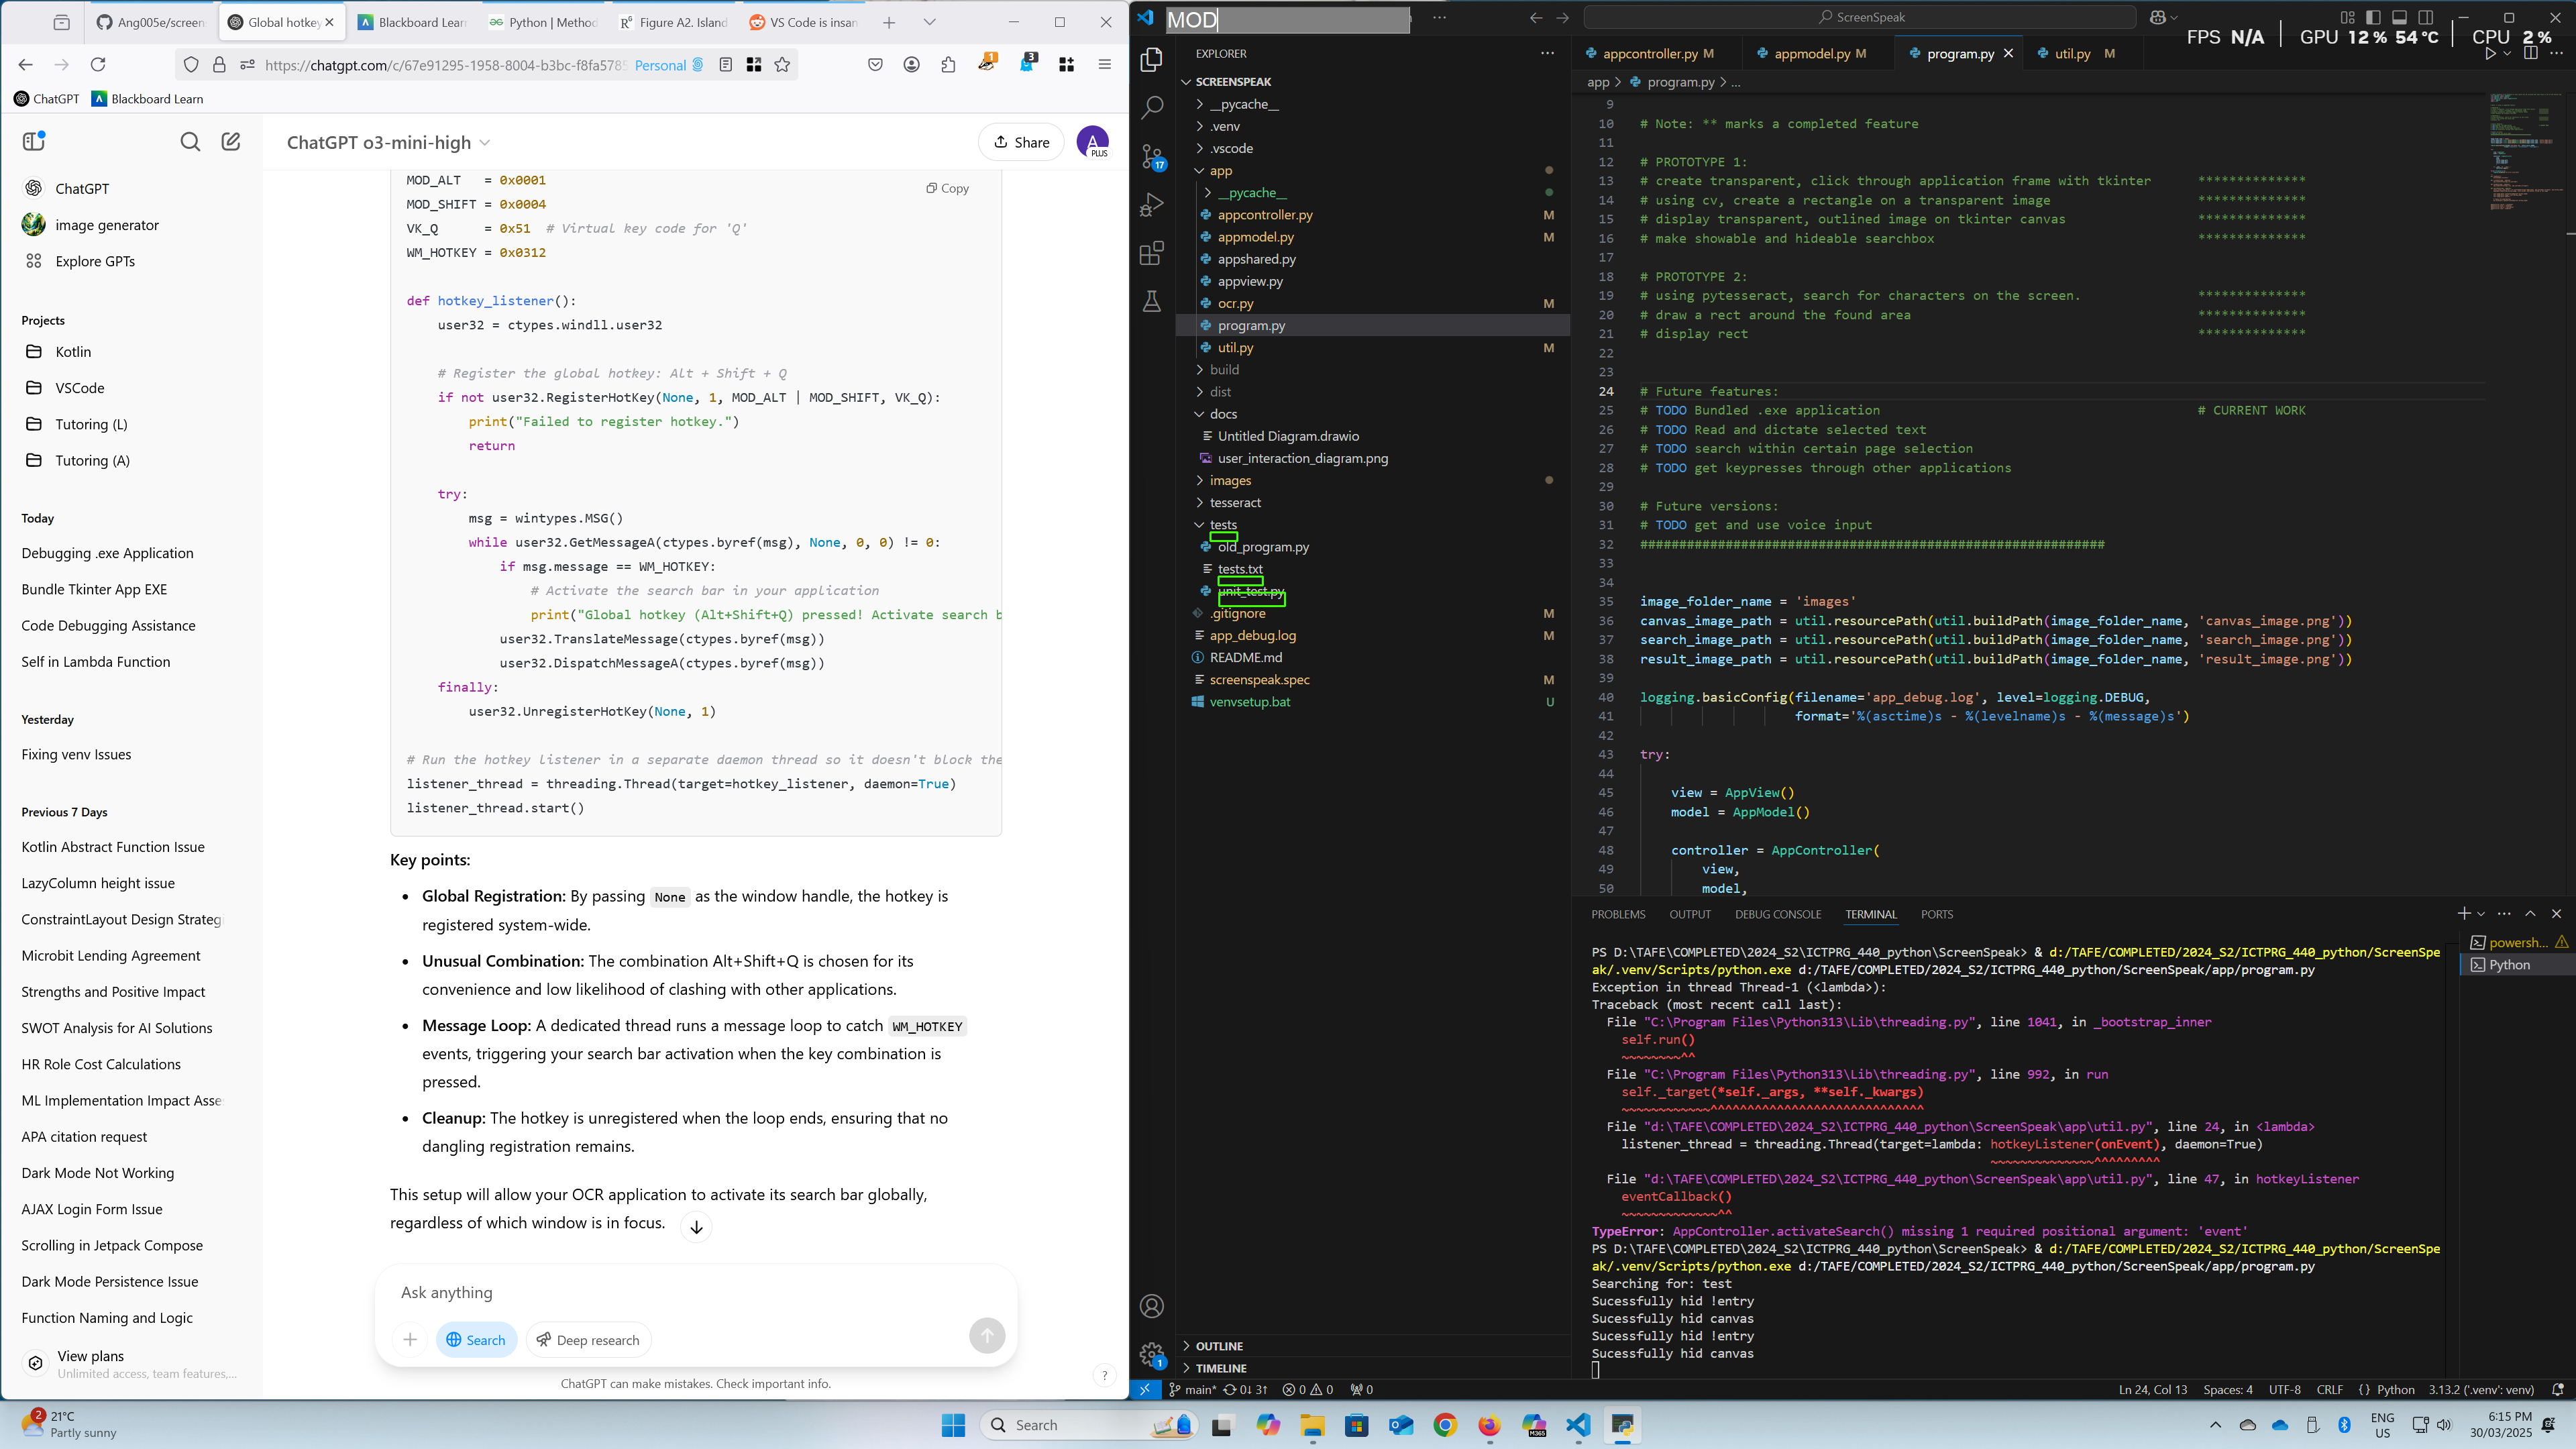 Ang005e/screen
Global hotkey
Blackboard Lear
Python | Method
Figure A2. Island
VS Code is insan
https://chatgpt.com/c/67e91295-1958-8004-b3bc-f8fa5785
Personal
1
3
ChatGPT
Blackboard Learn
ChatGPT o3-mini-high
Share
A
PLUS
ChatGPT
image generator
Explore GPTs
Projects
Kotlin
VSCode
Tutoring (L)
Tutoring (A)
Today
Debugging .exe Application
Bundle Tkinter App EXE
Code Debugging Assistance
Self in Lambda Function
Yesterday
Fixing venv Issues
Previous 7 Days
Kotlin Abstract Function Issue
LazyColumn height issue
ConstraintLayout Design Strateg
Microbit Lending Agreement
Strengths and Positive Impact
SWOT Analysis for AI Solutions
HR Role Cost Calculations
ML Implementation Impact Asse
APA citation request
Dark Mode Not Working
AJAX Login Form Issue
Scrolling in Jetpack Compose
Dark Mode Persistence Issue
Function Naming and Logic
View plans
Unlimited access, team features,...
Copy
MOD_ALT = 0x0001
MOD_SHIFT = 0x0004
VK_Q = 0x51 # Virtual key code for 'Q'
WM_HOTKEY = 0x0312
def hotkey_listener():
user32 = ctypes.windll.user32
# Register the global hotkey: Alt + Shift + Q
if not user32.RegisterHotKey(None, 1, MOD_ALT | MOD_SHIFT, VK_Q):
print("Failed to register hotkey.")
return
try:
msg = wintypes.MSG()
while user32.GetMessageA(ctypes.byref(msg), None, 0, 0) != 0:
if msg.message == WM_HOTKEY:
# Activate the search bar in your application
print("Global hotkey (Alt+Shift+Q) pressed! Activate search b
user32.TranslateMessage(ctypes.byref(msg))
user32.DispatchMessageA(ctypes.byref(msg))
finally:
user32.UnregisterHotKey(None, 1)
# Run the hotkey listener in a separate daemon thread so it doesn't block the
listener_thread = threading.Thread(target=hotkey_listener, daemon=True)
listener_thread.start()
Key points:
• Global Registration: By passing None as the window handle, the hotkey is
registered system-wide.
• Unusual Combination: The combination Alt+Shift+Q is chosen for its
convenience and low likelihood of clashing with other applications.
• Message Loop: A dedicated thread runs a message loop to catch WM_HOTKEY
events, triggering your search bar activation when the key combination is
pressed.
• Cleanup: The hotkey is unregistered when the loop ends, ensuring that no
dangling registration remains.
This setup will allow your OCR application to activate its search bar globally,
regardless of which window is in focus.
Ask anything
Search
Deep research
ChatGPT can make mistakes. Check important info.
?
MOD
ScreenSpeak
FPS N/A GPU 12 % 54 °C CPU 2 %
EXPLORER
SCREENSPEAK
__pycache__
.venv
.vscode
app
__pycache__
appcontroller.py M
appmodel.py M
appshared.py
appview.py
ocr.py M
program.py
util.py M
build
dist
docs
Untitled Diagram.drawio
user_interaction_diagram.png
images
tesseract
tests
old_program.py
tests.txt
unit_test.py
.gitignore M
app_debug.log M
README.md
screenspeak.spec M
venvsetup.bat U
OUTLINE
TIMELINE
17
1
appcontroller.py M
appmodel.py M
program.py
util.py M
app > program.py > ...
9
10 # Note: ** marks a completed feature
11
12 # PROTOTYPE 1:
13 # create transparent, click through application frame with tkinter **************
14 # using cv, create a rectangle on a transparent image **************
15 # display transparent, outlined image on tkinter canvas **************
16 # make showable and hideable searchbox **************
17
18 # PROTOTYPE 2:
19 # using pytesseract, search for characters on the screen. **************
20 # draw a rect around the found area **************
21 # display rect **************
22
23
24 # Future features:
25 # TODO Bundled .exe application # CURRENT WORK
26 # TODO Read and dictate selected text
27 # TODO search within certain page selection
28 # TODO get keypresses through other applications
29
30 # Future versions:
31 # TODO get and use voice input
32 ############################################################
33
34
35 image_folder_name = 'images'
36 canvas_image_path = util.resourcePath(util.buildPath(image_folder_name, 'canvas_image.png'))
37 search_image_path = util.resourcePath(util.buildPath(image_folder_name, 'search_image.png'))
38 result_image_path = util.resourcePath(util.buildPath(image_folder_name, 'result_image.png'))
39
40 logging.basicConfig(filename='app_debug.log', level=logging.DEBUG,
41 format='%(asctime)s - %(levelname)s - %(message)s')
42
43 try:
44
45 view = AppView()
46 model = AppModel()
47
48 controller = AppController(
49 view,
50 model,
PROBLEMS OUTPUT DEBUG CONSOLE TERMINAL PORTS
powersh...
Python
PS D:\TAFE\COMPLETED\2024_S2\ICTPRG_440_python\ScreenSpeak> & d:/TAFE/COMPLETED/2024_S2/ICTPRG_440_python/ScreenSpe
ak/.venv/Scripts/python.exe d:/TAFE/COMPLETED/2024_S2/ICTPRG_440_python/ScreenSpeak/app/program.py
Exception in thread Thread-1 (<lambda>):
Traceback (most recent call last):
File "C:\Program Files\Python313\Lib\threading.py", line 1041, in _bootstrap_inner
self.run()
~~~~~~~~^^
File "C:\Program Files\Python313\Lib\threading.py", line 992, in run
self._target(*self._args, **self._kwargs)
~~~~~~~~~~~~^^^^^^^^^^^^^^^^^^^^^^^^^^^^^
File "d:\TAFE\COMPLETED\2024_S2\ICTPRG_440_python\ScreenSpeak\app\util.py", line 24, in <lambda>
listener_thread = threading.Thread(target=lambda: hotkeyListener(onEvent), daemon=True)
~~~~~~~~~~~~~~^^^^^^^^^
File "d:\TAFE\COMPLETED\2024_S2\ICTPRG_440_python\ScreenSpeak\app\util.py", line 47, in hotkeyListener
eventCallback()
~~~~~~~~~~~~~^^
TypeError: AppController.activateSearch() missing 1 required positional argument: 'event'
PS D:\TAFE\COMPLETED\2024_S2\ICTPRG_440_python\ScreenSpeak> & d:/TAFE/COMPLETED/2024_S2/ICTPRG_440_python/ScreenSpe
ak/.venv/Scripts/python.exe d:/TAFE/COMPLETED/2024_S2/ICTPRG_440_python/ScreenSpeak/app/program.py
Searching for: test
Sucessfully hid !entry
Sucessfully hid canvas
Sucessfully hid !entry
Sucessfully hid canvas
main* 0↓ 3↑ 0 0 0
Ln 24, Col 13 Spaces: 4 UTF-8 CRLF {} Python 3.13.2 ('.venv': venv)
2
21°C
Partly sunny
Search
M365
ENG
US
6:15 PM
30/03/2025